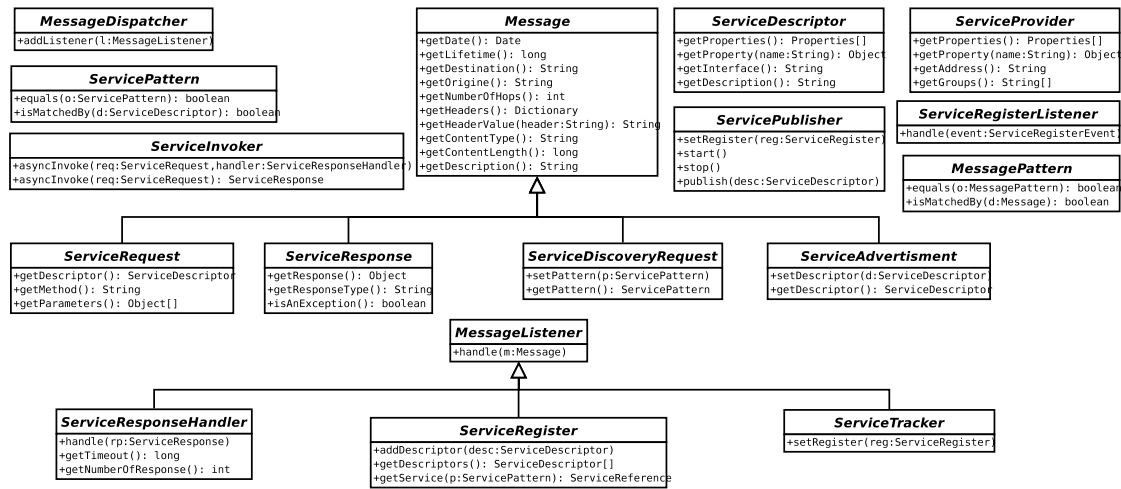 MessageDispatcher
+addListener(l:MessageListener)
ServicePattern
+equals(o:ServicePattern): boolean
+isMatchedBy(d:ServiceDescriptor): boolean
ServiceInvoker
+asyncInvoke(req:ServiceRequest,handler:ServiceResponseHandler)
+asyncInvoke(req:ServiceRequest): ServiceResponse
Message
+getDate(): Date
+getLifetime(): long
+getDestination(): String
+getOrigine(): String
+getNumberOfHops(): int
+getHeaders(): Dictionary
+getHeaderValue(header:String): String
+getContentType(): String
+getContentLength(): long
+getDescription(): String
ServiceDescriptor
+getProperties(): Properties[]
+getProperty(name:String): Object
+getInterface(): String
+getDescription(): String
ServicePublisher
+setRegister(reg:ServiceRegister)
+start()
+stop()
+publish(desc:ServiceDescriptor)
ServiceProvider
+getProperties(): Properties[]
+getProperty(name:String): Object
+getAddress(): String
+getGroups(): String[]
ServiceRegisterListener
+handle(event:ServiceRegisterEvent)
MessagePattern
+equals(o:MessagePattern): boolean
+isMatchedBy(d:Message): boolean
ServiceRequest
+getDescriptor(): ServiceDescriptor
+getMethod(): String
+getParameters(): Object[]
ServiceResponse
+getResponse(): Object
+getResponseType(): String
+isAnException(): boolean
ServiceDiscoveryRequest
+setPattern(p:ServicePattern)
+getPattern(): ServicePattern
ServiceAdvertisment
+setDescriptor(d:ServiceDescriptor)
+getDescriptor(): ServiceDescriptor
MessageListener
+handle(m:Message)
ServiceResponseHandler
+handle(rp:ServiceResponse)
+getTimeout(): long
+getNumberOfResponse(): int
ServiceRegister
+addDescriptor(desc:ServiceDescriptor)
+getDescriptors(): ServiceDescriptor[]
+getService(p:ServicePattern): ServiceReference
ServiceTracker
+setRegister(reg:ServiceRegister)